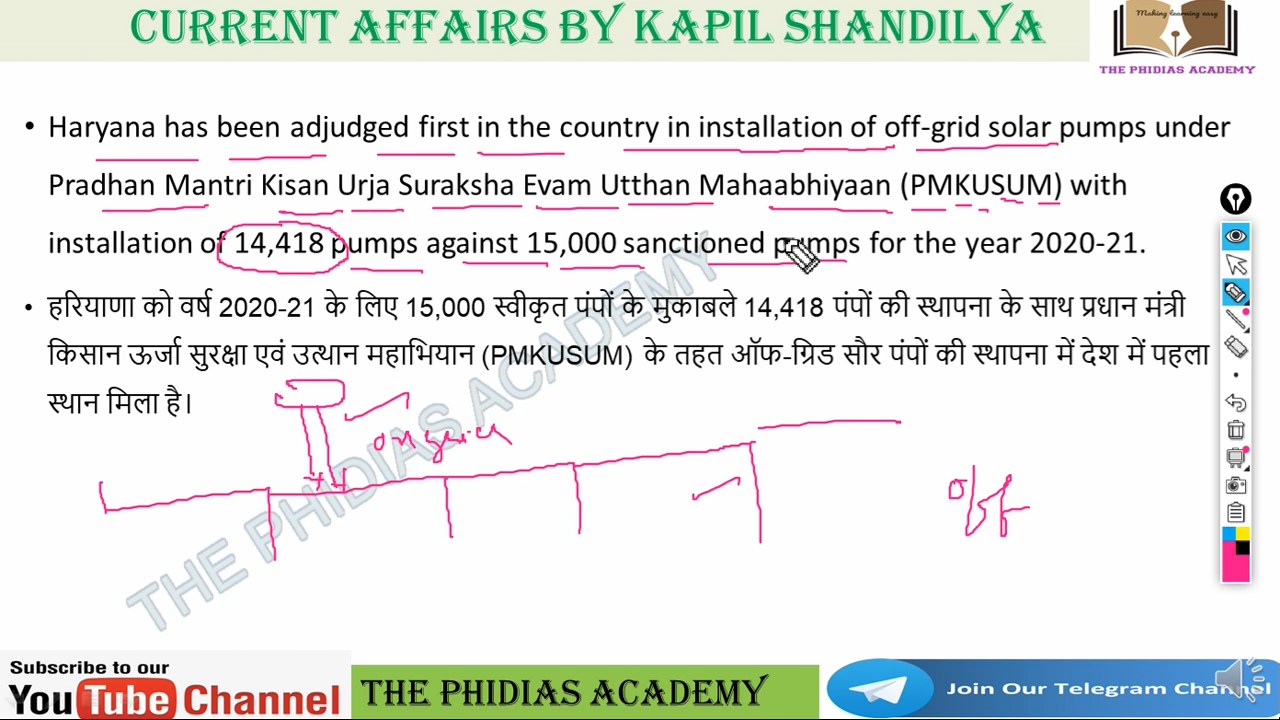 CURRENT AFFAIRS BY KAPIL SHANDILYA
Making learning easy
THE PHIDIAS ACADEMY
• Haryana has been adjudged first in the country in installation of off-grid solar pumps under
Pradhan Mantri Kisan Urja Suraksha Evam Utthan Mahaabhiyaan (PMKUSUM) with
installation of 14,418 pumps against 15,000 sanctioned pumps for the year 2020-21.
• हरियाणा को वर्ष 2020-21 के लिए 15,000 स्वीकृत पंपों के मुकाबले 14,418 पंपों की स्थापना के साथ प्रधान मंत्री
किसान ऊर्जा सुरक्षा एवं उत्थान महाभियान (PMKUSUM) के तहत ऑफ-ग्रिड सौर पंपों की स्थापना में देश में पहला
स्थान मिला है।
off
THE PHIDIAS ACADEMY
Subscribe to our
YouTube Channel
THE PHIDIAS ACADEMY
Join Our Telegram Channel